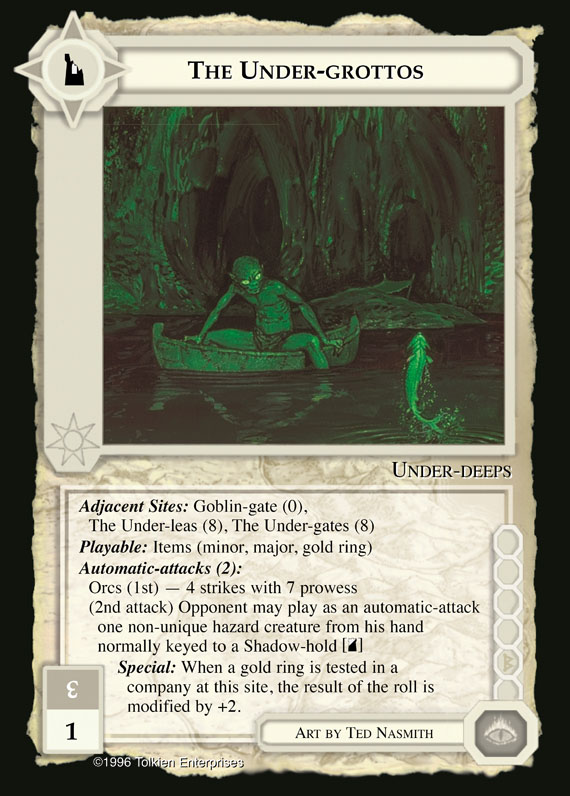 The Under-grottos
Under-deeps
Adjacent Sites: Goblin-gate (0),
The Under-leas (8), The Under-gates (8)
Playable: Items (minor, major, gold ring)
Automatic-attacks (2):
Orcs (1st) — 4 strikes with 7 prowess
(2nd attack) Opponent may play as an automatic-attack
one non-unique hazard creature from his hand
normally keyed to a Shadow-hold [ ]
Special: When a gold ring is tested in a
company at this site, the result of the roll is
modified by +2.
ε
1
Art by Ted Nasmith
©1996 Tolkien Enterprises